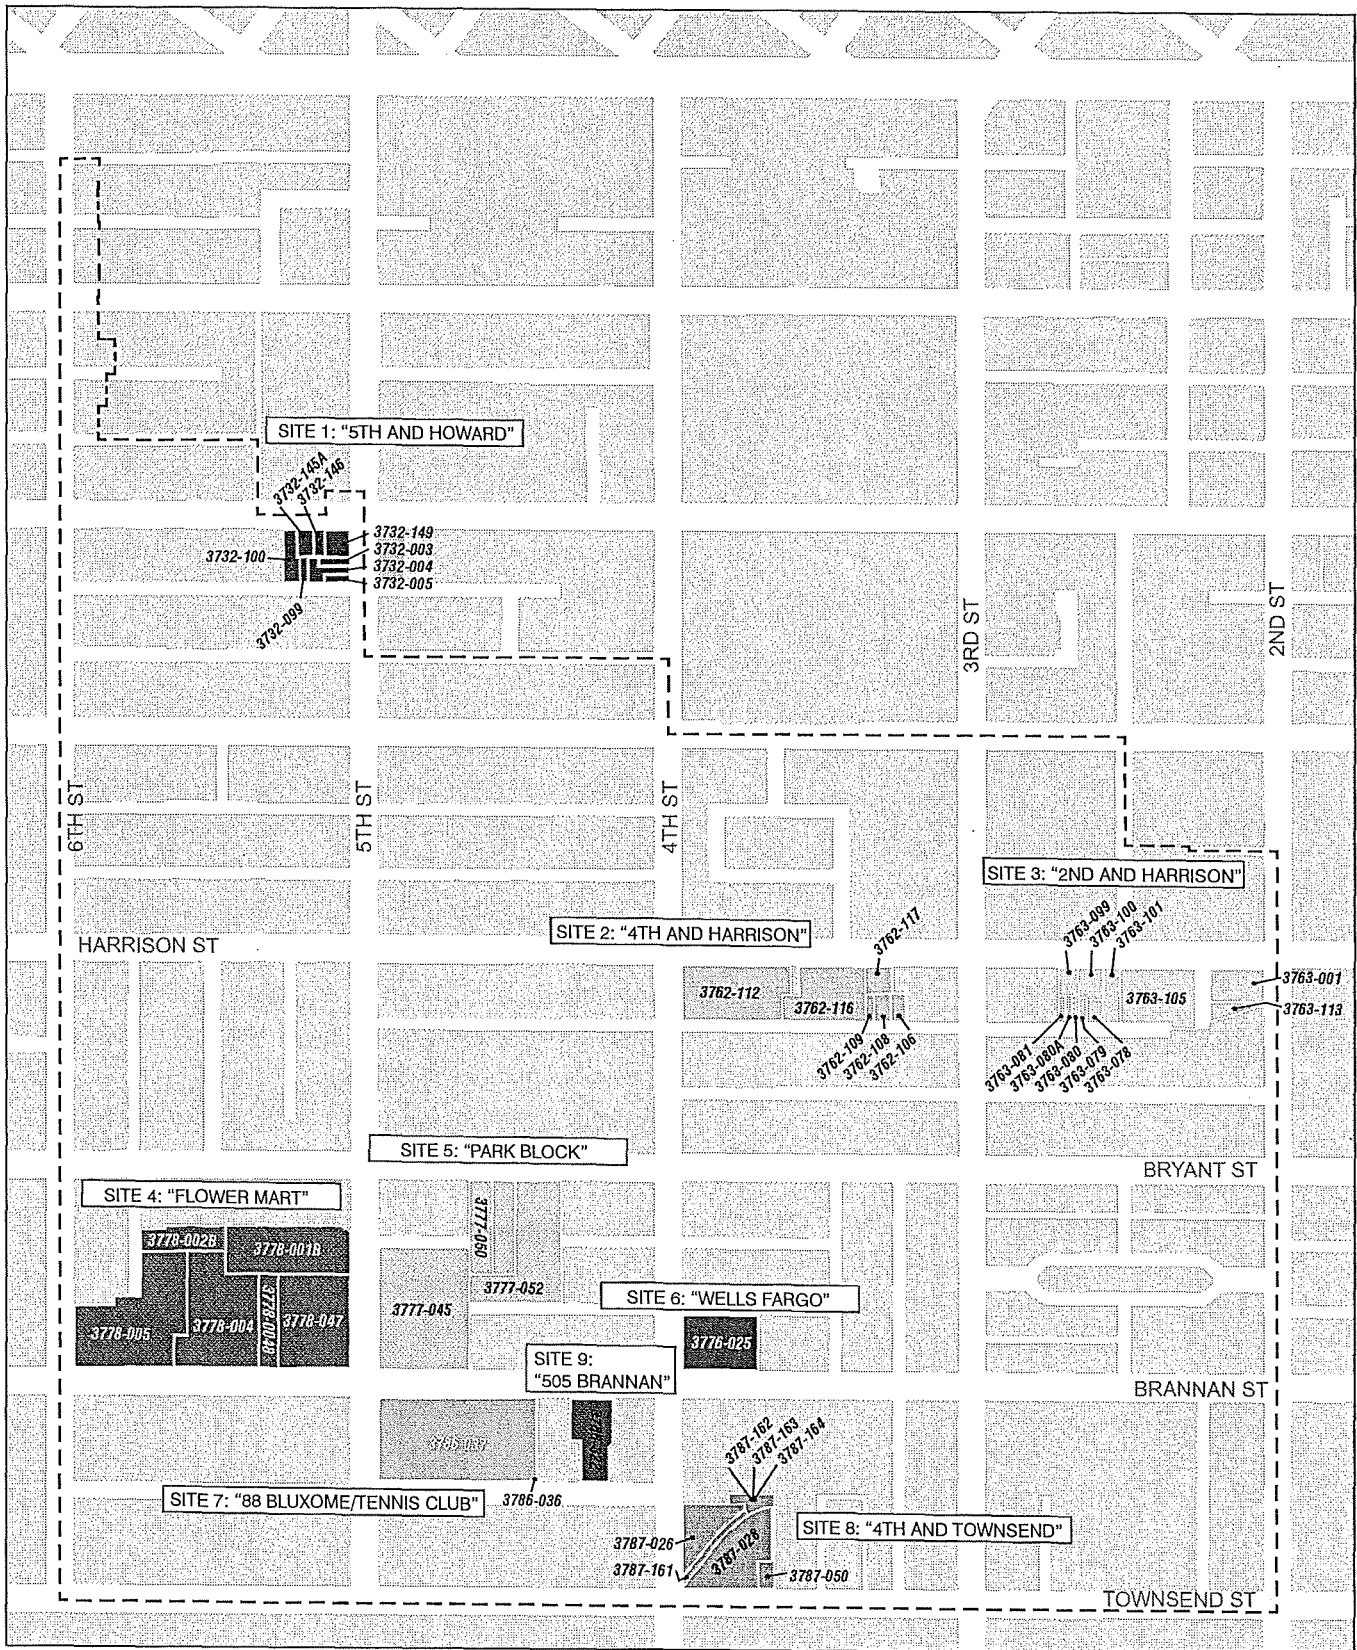 SITE 1: "5TH AND HOWARD"
3732-145A
3732-146
3732-149
3732-003
3732-100
3732-004
3732-005
3732-099
3RD ST
2ND ST
6TH ST
5TH ST
4TH ST
SITE 3: "2ND AND HARRISON"
SITE 2: "4TH AND HARRISON"
HARRISON ST
3762-117
3763-099
3763-100
3763-101
3762-112
3762-116
3763-105
3763-001
3763-113
3762-109
3762-108
3762-106
3763-081
3763-080A
3763-080
3763-079
3763-078
SITE 5: "PARK BLOCK"
BRYANT ST
SITE 4: "FLOWER MART"
3778-002B
3778-001B
3777-050
3777-052
3777-045
3778-005
3778-004
3778-004B
3778-047
SITE 6: "WELLS FARGO"
3776-025
SITE 9:
"505 BRANNAN"
BRANNAN ST
3786-037
3786-036
SITE 7: "88 BLUXOME/TENNIS CLUB"
3787-162
3787-163
3787-164
SITE 8: "4TH AND TOWNSEND"
3787-026
3787-028
3787-161
3787-050
TOWNSEND ST